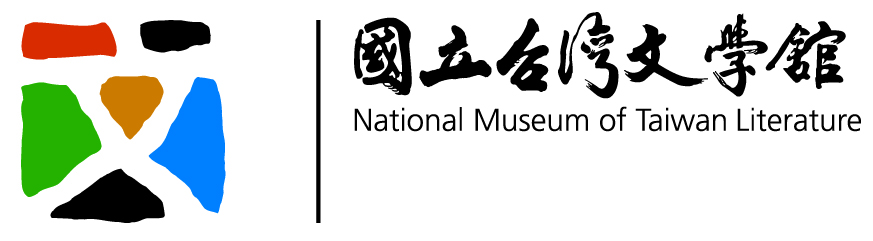 國立台灣文學館
National Museum of Taiwan Literature